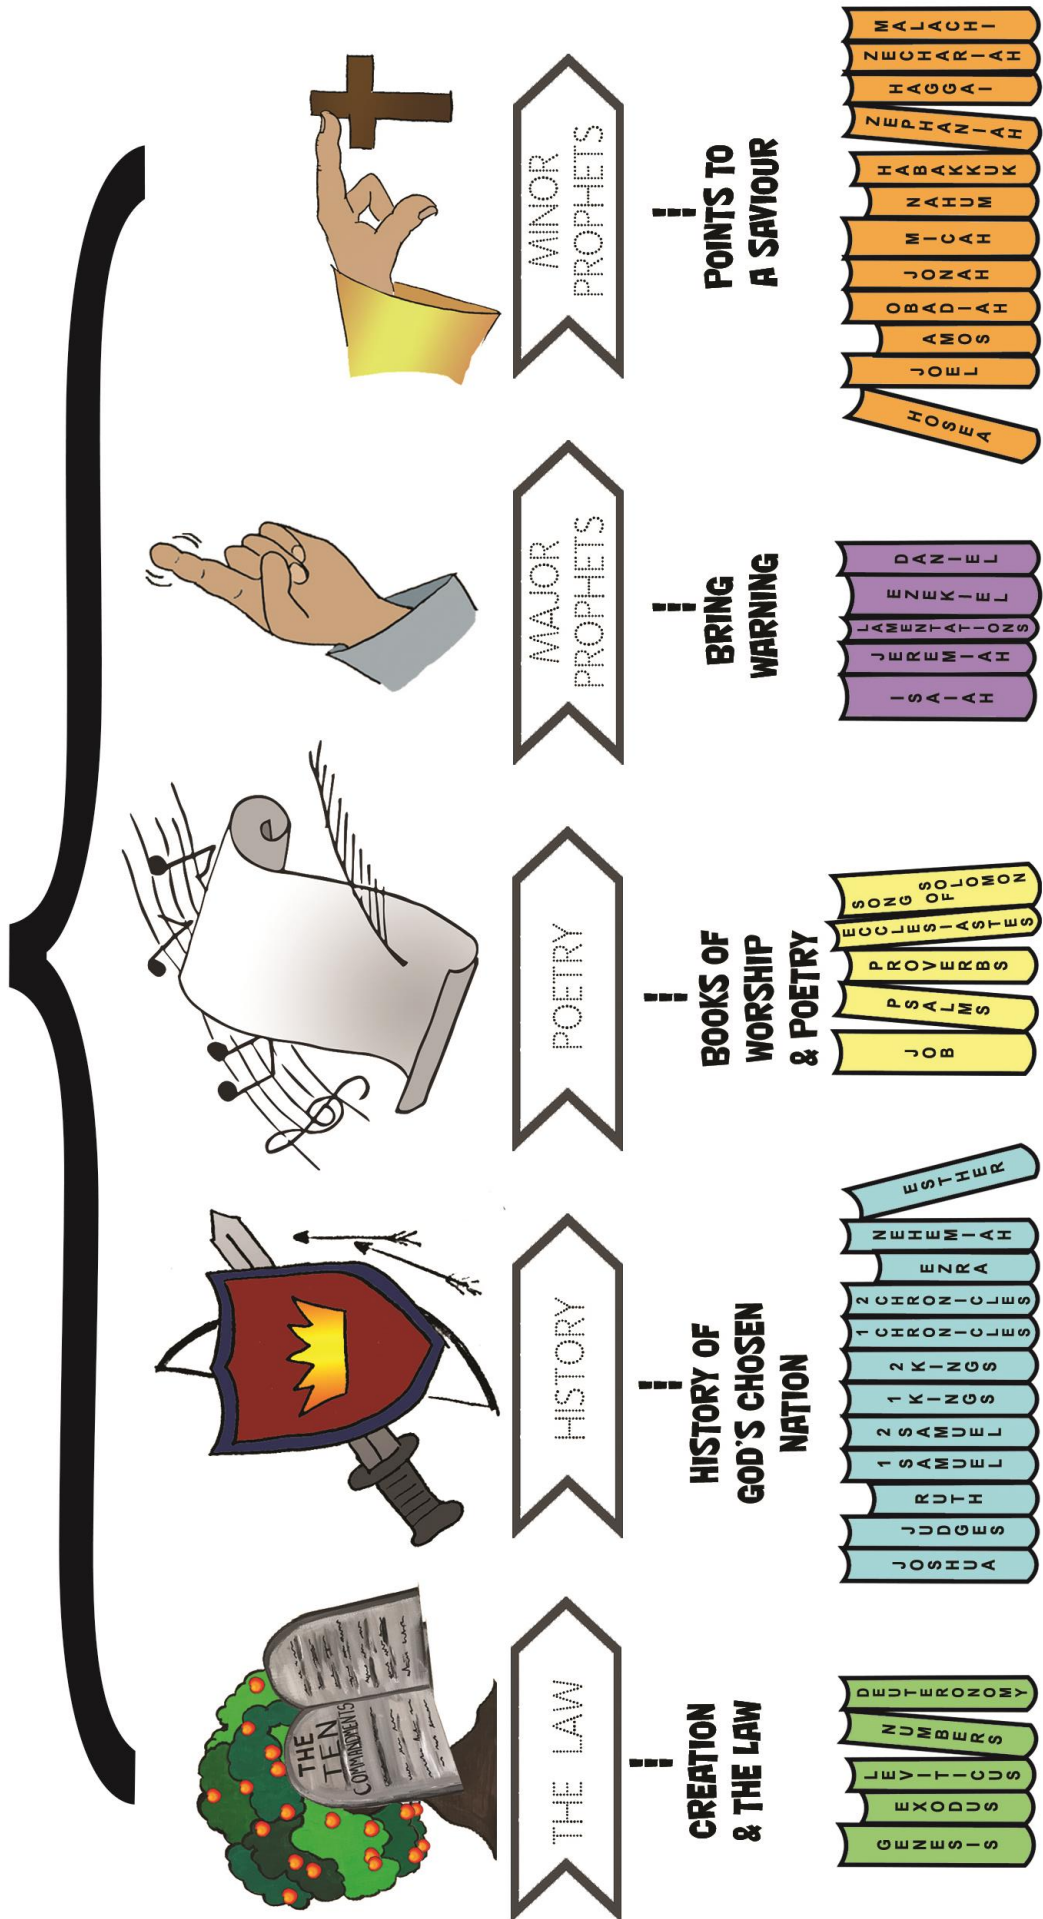 THE
TEN
COMMANDMENTS
THE LAW
CREATION
& THE LAW
GENESIS
EXODUS
LEVITICUS
NUMBERS
DEUTERONOMY
HISTORY
HISTORY OF
GOD'S CHOSEN
NATION
JOSHUA
JUDGES
RUTH
1 SAMUEL
2 SAMUEL
1 KINGS
2 KINGS
1 CHRONICLES
2 CHRONICLES
EZRA
NEHEMIAH
ESTHER
POETRY
BOOKS OF
WORSHIP
& POETRY
JOB
PSALMS
PROVERBS
ECCLESIASTES
SONG OF
SOLOMON
MAJOR
PROPHETS
BRING
WARNING
ISAIAH
JEREMIAH
LAMENTATIONS
EZEKIEL
DANIEL
MINOR
PROPHETS
POINTS TO
A SAVIOUR
HOSEA
JOEL
AMOS
OBADIAH
JONAH
MICAH
NAHUM
HABAKKUK
ZEPHANIAH
HAGGAI
ZECHARIAH
MALACHI